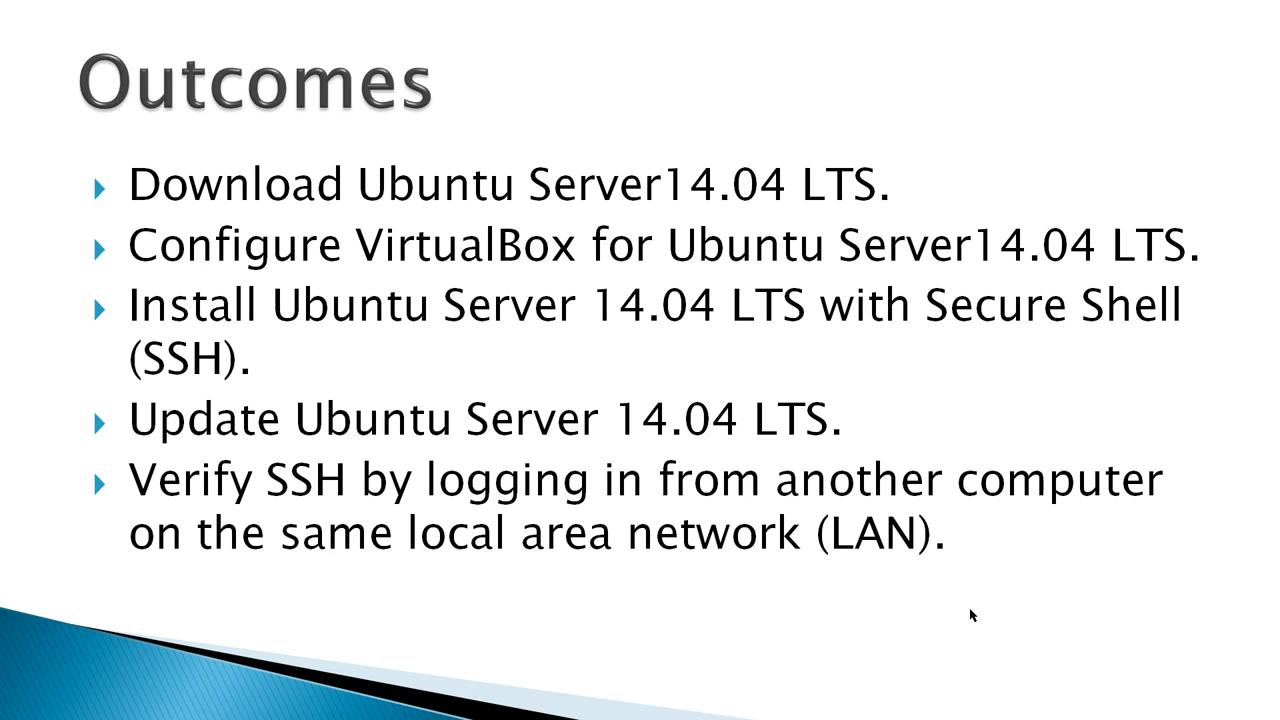 Outcomes
Download Ubuntu Server14.04 LTS.
Configure VirtualBox for Ubuntu Server14.04 LTS.
Install Ubuntu Server 14.04 LTS with Secure Shell
(SSH).
Update Ubuntu Server 14.04 LTS.
Verify SSH by logging in from another computer
on the same local area network (LAN).